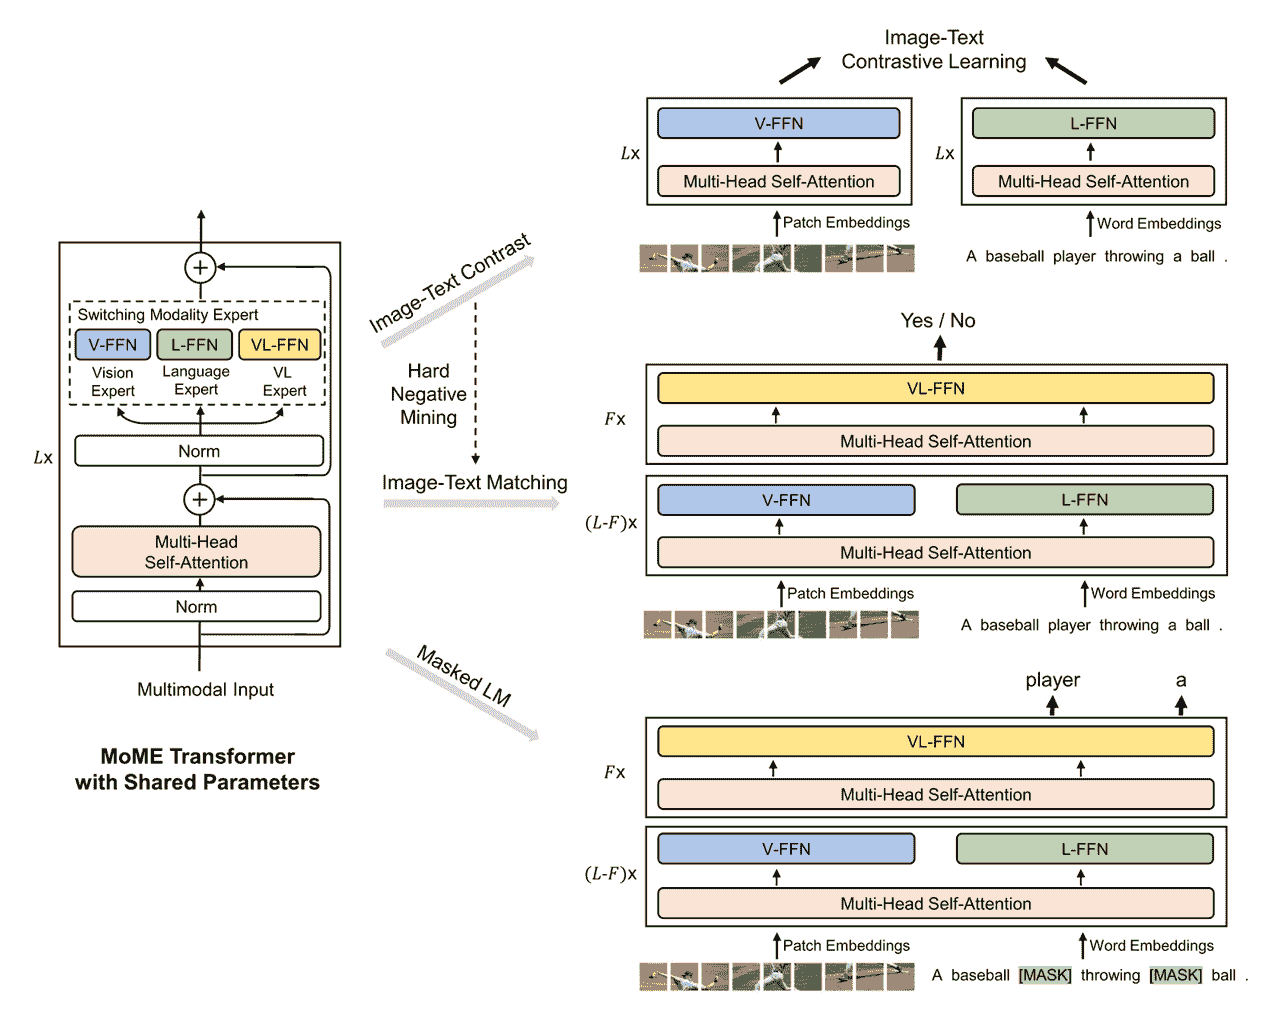 Image-Text
Contrastive Learning
V-FFN
L-FFN
Lx
Multi-Head Self-Attention
Lx
Multi-Head Self-Attention
Patch Embeddings
Word Embeddings
A baseball player throwing a ball .
Switching Modality Expert
V-FFN
L-FFN
VL-FFN
Vision
Expert
Language
Expert
VL
Expert
Norm
Lx
Multi-Head
Self-Attention
Norm
Multimodal Input
MoME Transformer
with Shared Parameters
Image-Text Contrast
Hard
Negative
Mining
Image-Text Matching
Masked LM
Yes / No
VL-FFN
Fx
Multi-Head Self-Attention
V-FFN
L-FFN
(L-F)x
Multi-Head Self-Attention
Patch Embeddings
Word Embeddings
A baseball player throwing a ball .
player
a
VL-FFN
Fx
Multi-Head Self-Attention
V-FFN
L-FFN
(L-F)x
Multi-Head Self-Attention
Patch Embeddings
Word Embeddings
A baseball [MASK] throwing [MASK] ball .